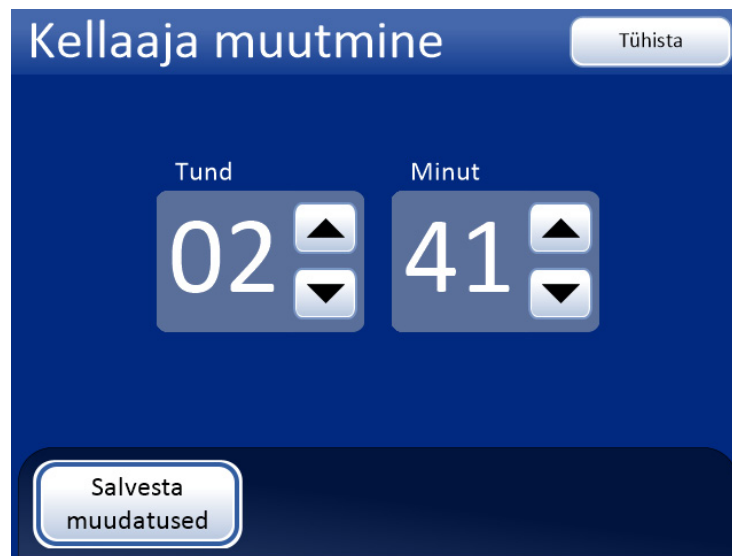 Kellaaja muutmine
Tühista
Tund
Minut
02
41
Salvesta
muudatused